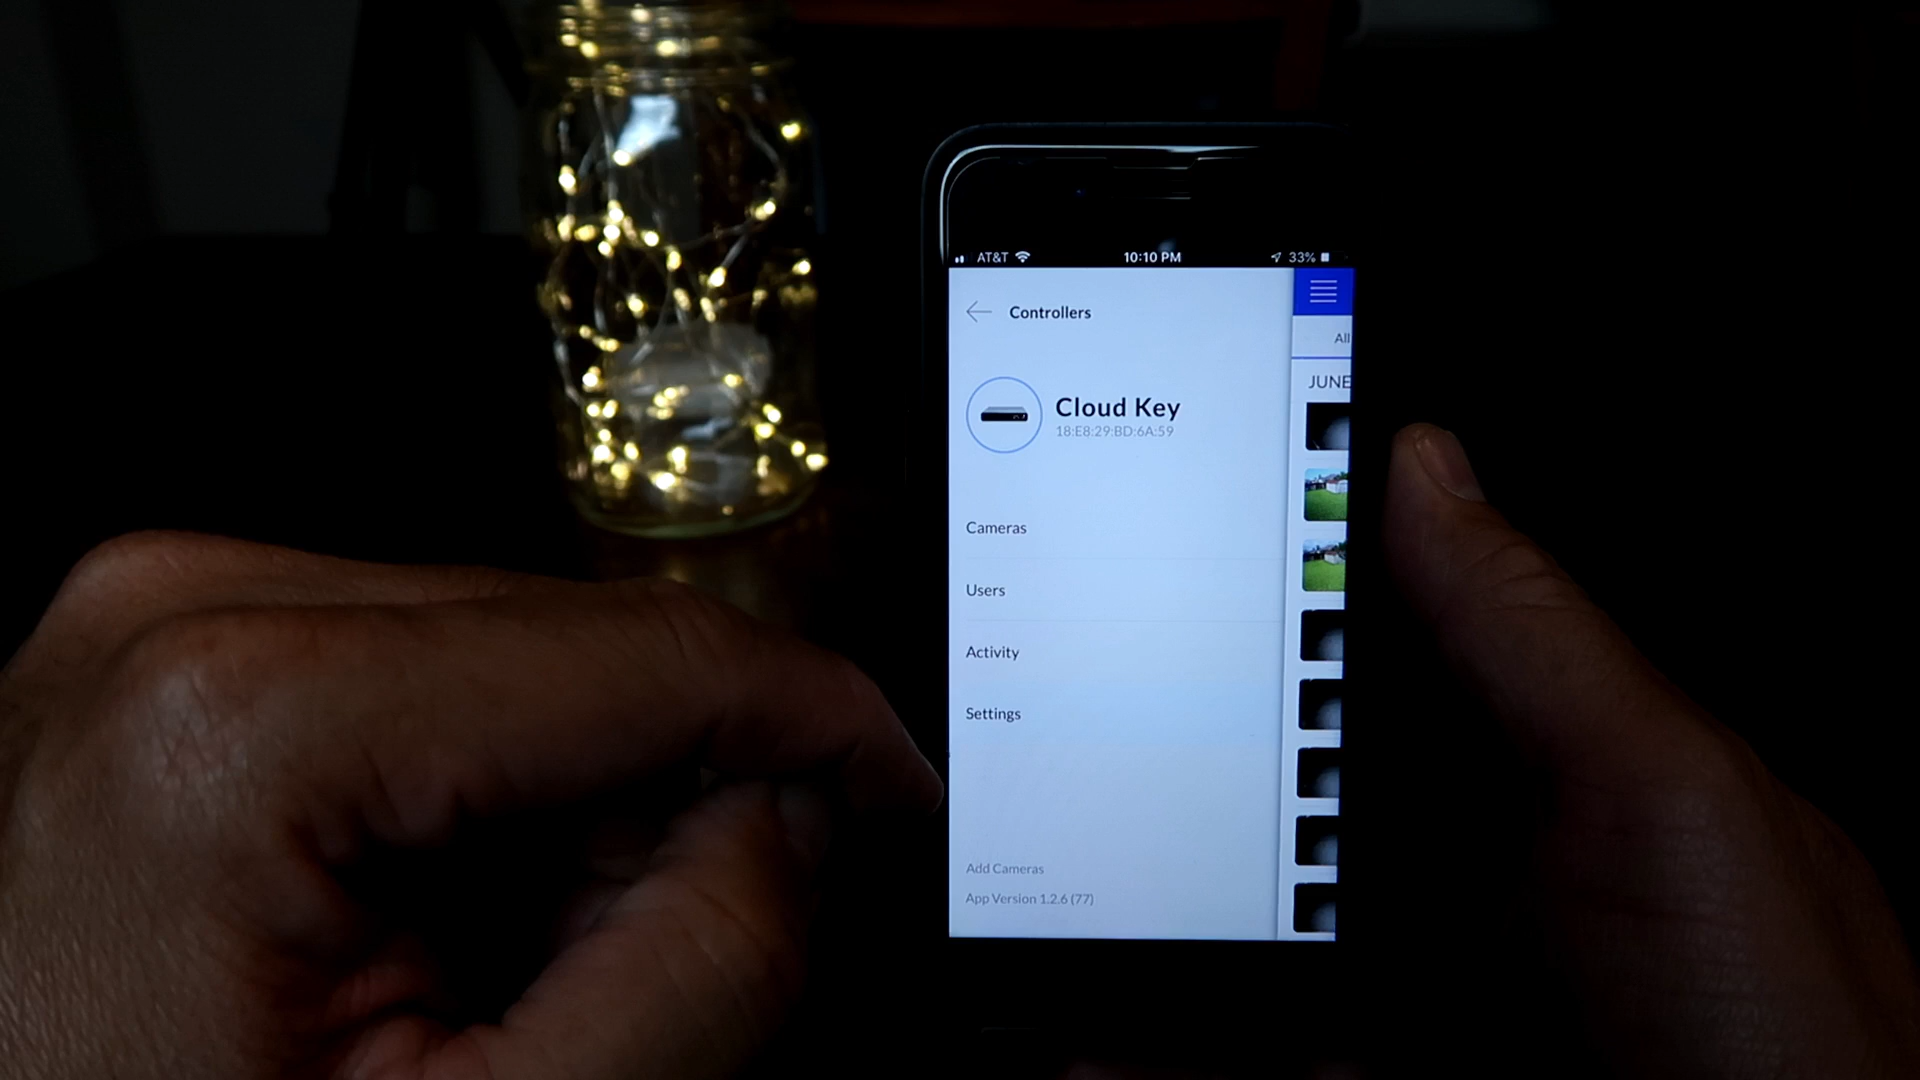 AT&T 10:10 PM 33%
Controllers
All
JUNE
Cloud Key
18:E8:29:BD:6A:59
Cameras
Users
Activity
Settings
Add Cameras
App Version 1.2.6 (77)